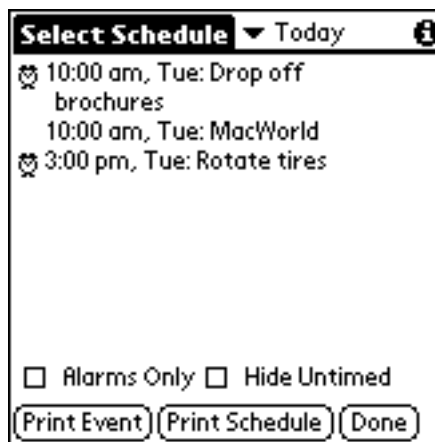 Select Schedule Today
10:00 am, Tue: Drop off
brochures
10:00 am, Tue: MacWorld
3:00 pm, Tue: Rotate tires
Alarms Only Hide Untimed
Print Event Print Schedule Done